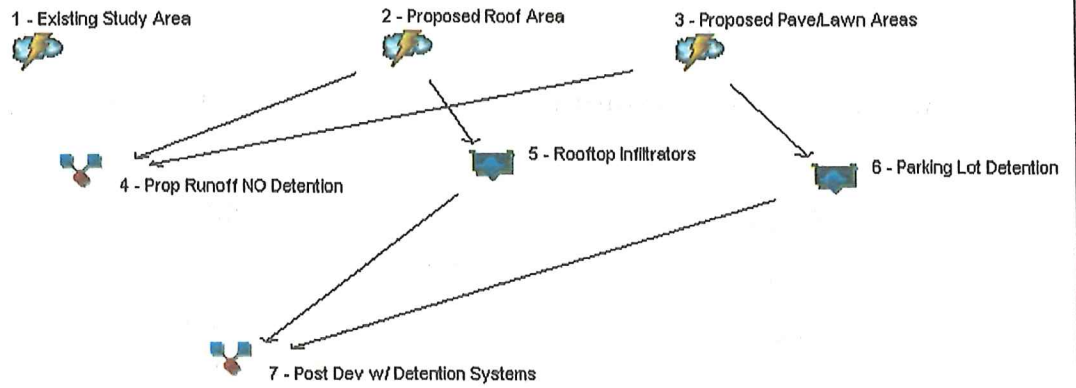 1 - Existing Study Area
2 - Proposed Roof Area
3 - Proposed Pave/Lawn Areas
4 - Prop Runoff NO Detention
5 - Rooftop Infiltrators
6 - Parking Lot Detention
7 - Post Dev w/ Detention Systems